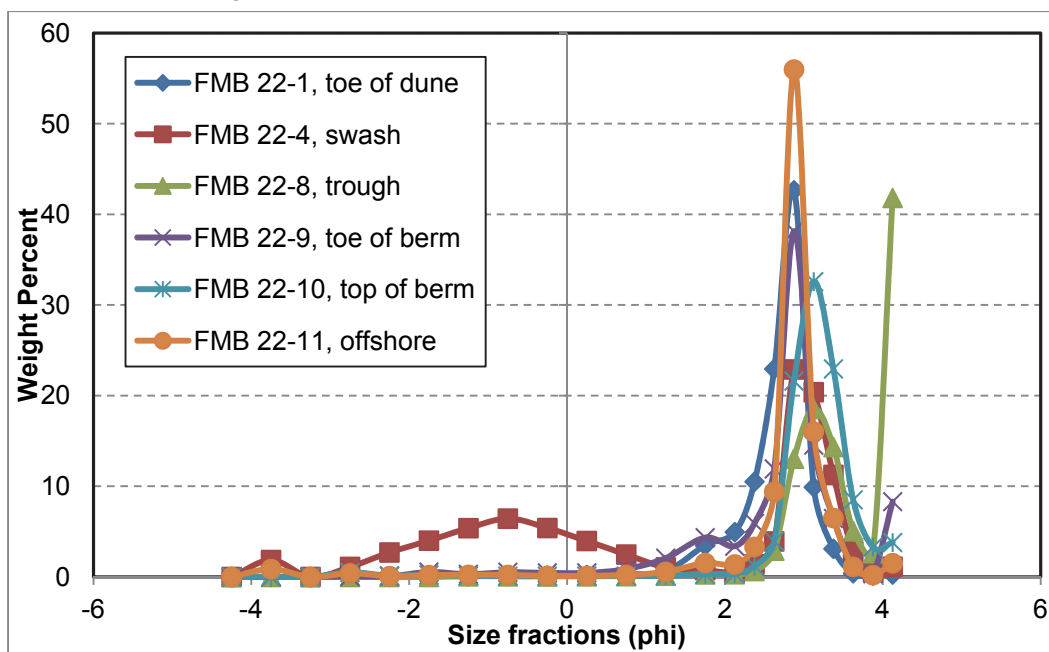 60
50
40
30
20
10
0
Weight Percent
FMB 22-1, toe of dune
FMB 22-4, swash
FMB 22-8, trough
FMB 22-9, toe of berm
FMB 22-10, top of berm
FMB 22-11, offshore
-6 -4 -2 0 2 4 6
Size fractions (phi)